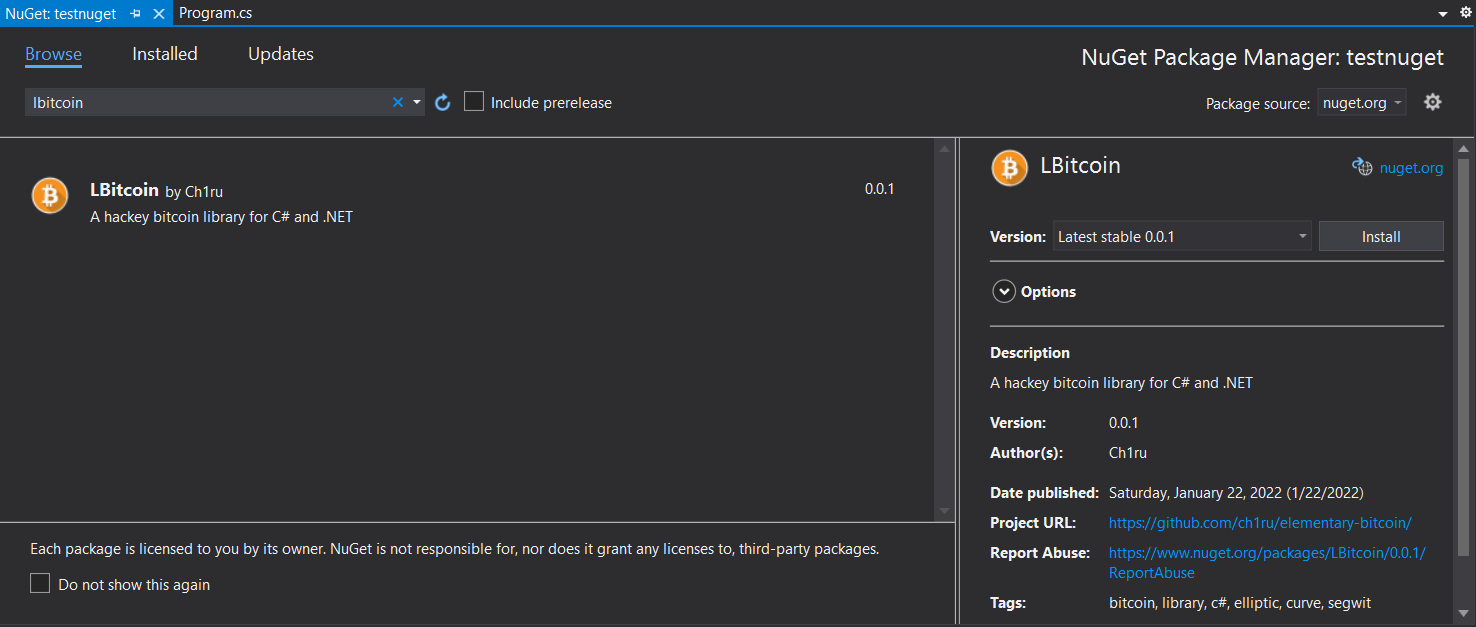 NuGet: testnuget
Program.cs
Browse
Installed
Updates
NuGet Package Manager: testnuget
lbitcoin
Include prerelease
Package source:
nuget.org
LBitcoin by Ch1ru
0.0.1
A hackey bitcoin library for C# and .NET
Each package is licensed to you by its owner. NuGet is not responsible for, nor does it grant any licenses to, third-party packages.
Do not show this again
LBitcoin
nuget.org
Version: Latest stable 0.0.1
Install
Options
Description
A hackey bitcoin library for C# and .NET
Version: 0.0.1
Author(s): Ch1ru
Date published: Saturday, January 22, 2022 (1/22/2022)
Project URL: https://github.com/ch1ru/elementary-bitcoin/
Report Abuse: https://www.nuget.org/packages/LBitcoin/0.0.1/
ReportAbuse
Tags: bitcoin, library, c#, elliptic, curve, segwit